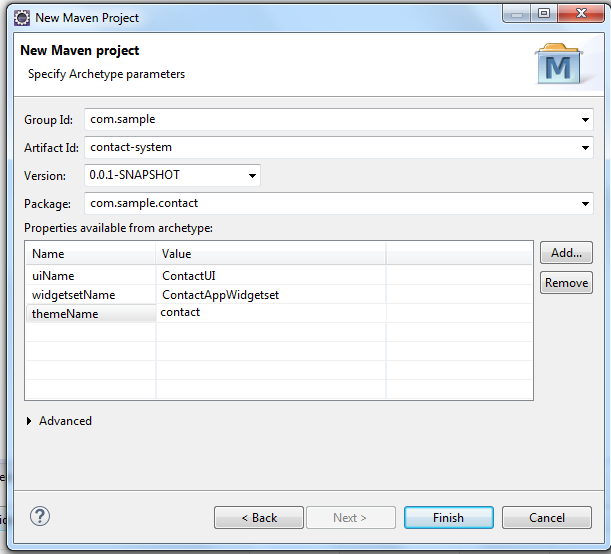 New Maven Project
New Maven project
Specify Archetype parameters
M
Group Id: com.sample
Artifact Id: contact-system
Version: 0.0.1-SNAPSHOT
Package: com.sample.contact
Properties available from archetype:
Name Value
Add...
uiName ContactUI
Remove
widgetsetName ContactAppWidgetset
themeName contact
Advanced
? < Back Next > Finish Cancel